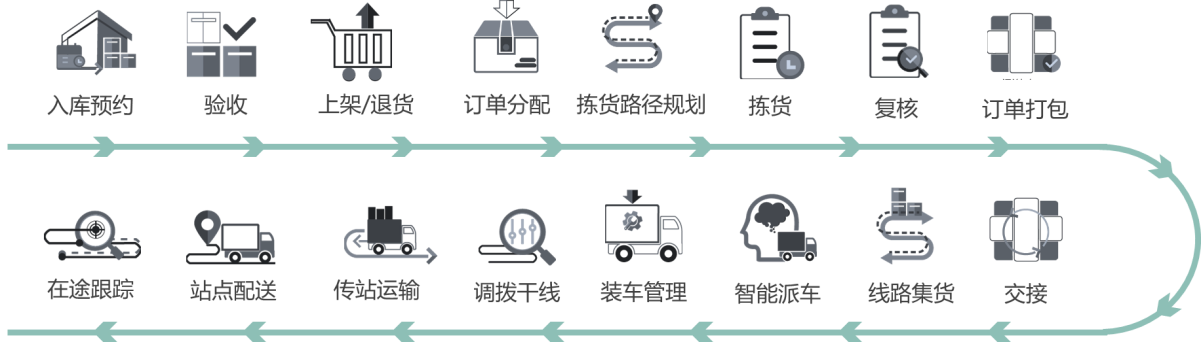 入库预约
验收
上架/退货
订单分配
拣货路径规划
拣货
复核
订单打包
在途跟踪
站点配送
传站运输
调拨干线
装车管理
智能派车
线路集货
交接